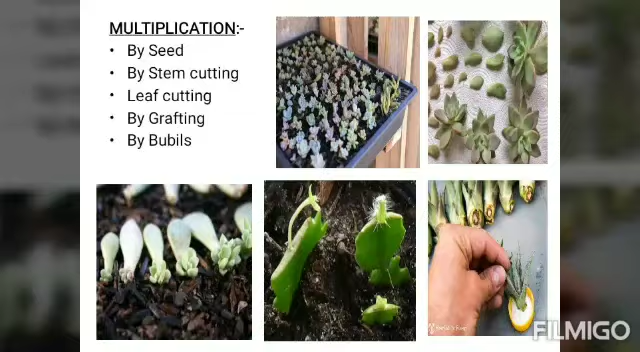 MULTIPLICATION:-
• By Seed
• By Stem cutting
• Leaf cutting
• By Grafting
• By Bubils
FILMIGO